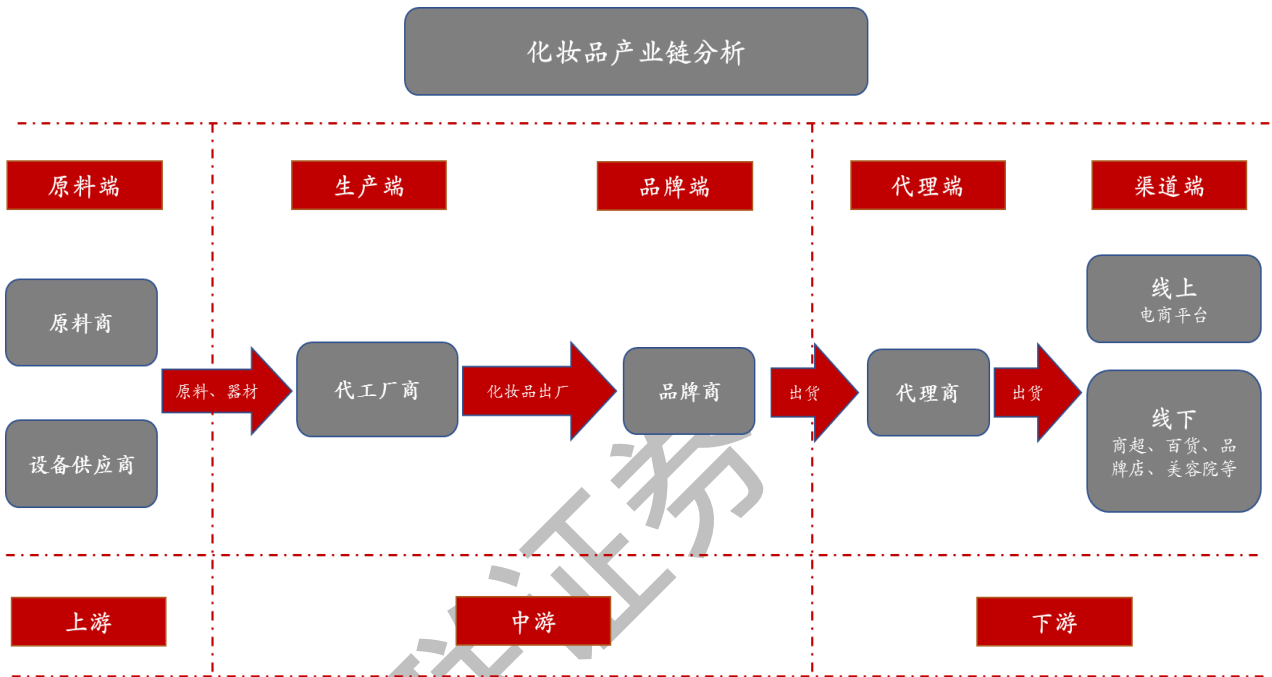 化妆品产业链分析
原料端
生产端
品牌端
代理端
渠道端
原料商
设备供应商
原料、器材
代工厂商
化妆品出厂
品牌商
出货
代理商
出货
线上
电商平台
线下
商超、百货、品
牌店、美容院等
上游
中游
下游
证券